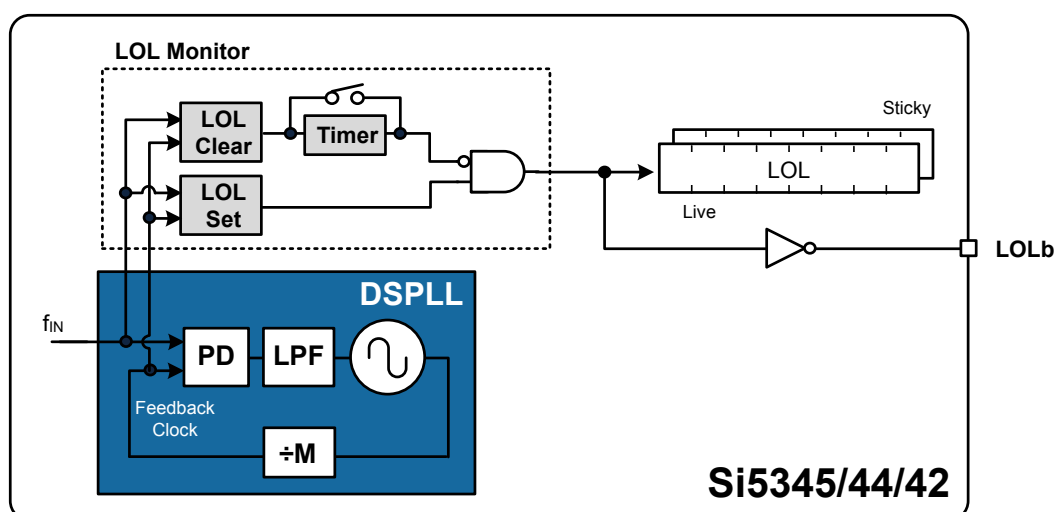 LOL Monitor
LOL
Clear
Timer
LOL
Set
Sticky
LOL
Live
LOLb
DSPLL
fIN
PD
LPF
Feedback
Clock
÷M
Si5345/44/42